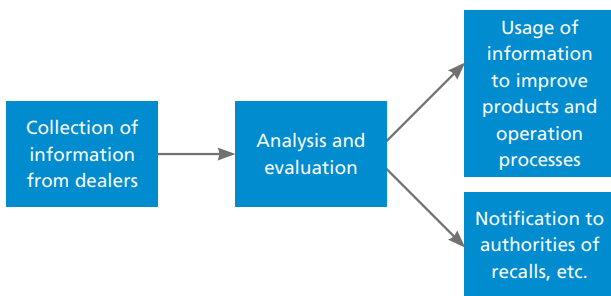 Collection of
information
from dealers
Analysis and
evaluation
Usage of
information
to improve
products and
operation
processes
Notification to
authorities of
recalls, etc.